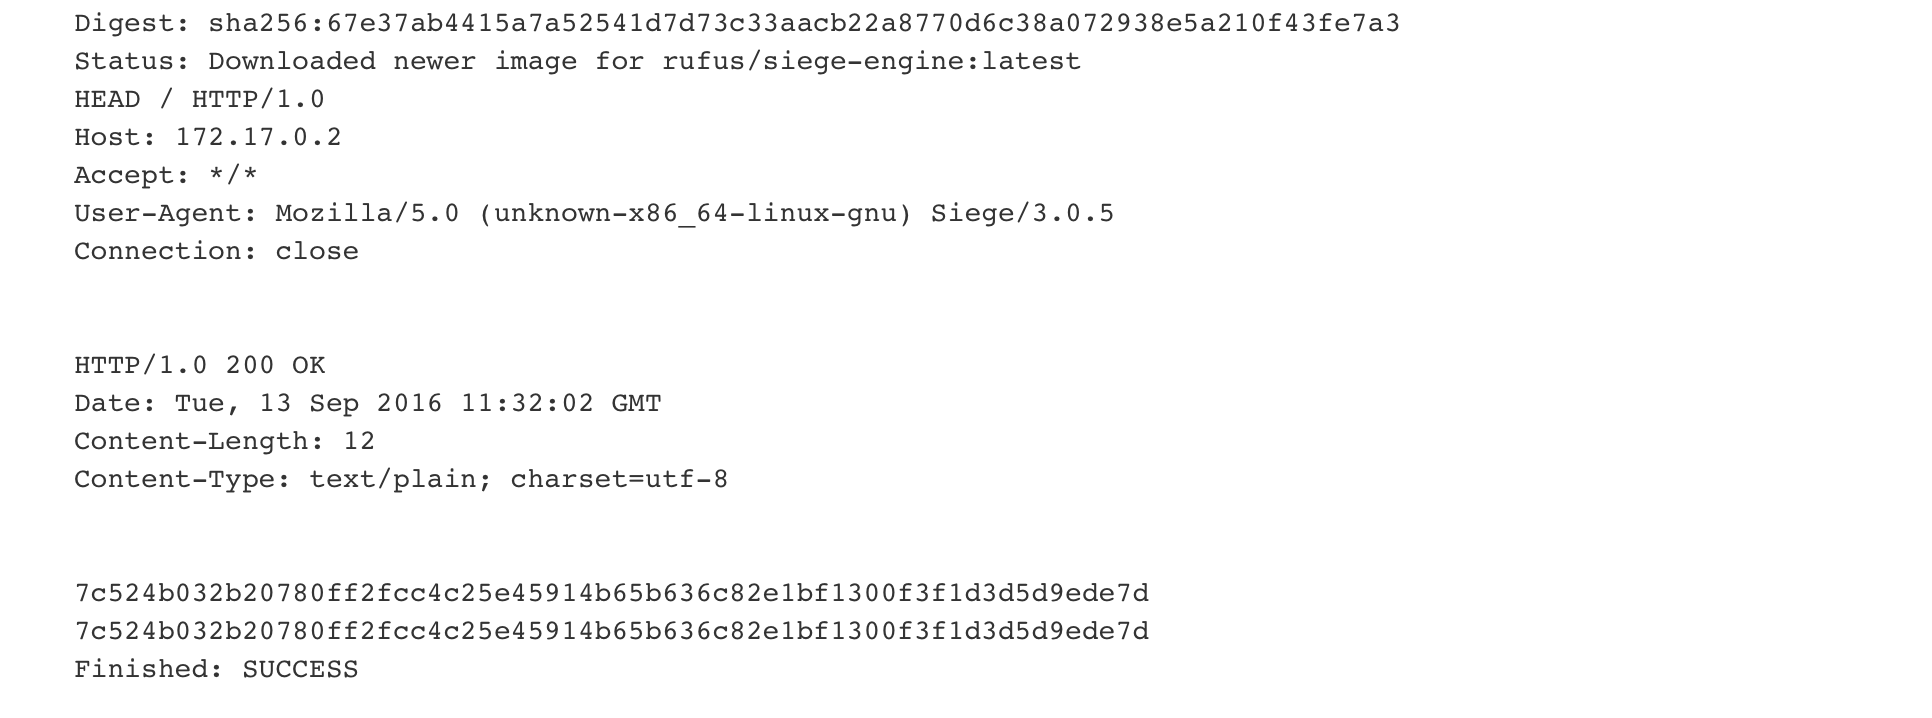 Digest: sha256:67e37ab4415a7a52541d7d73c33aacb22a8770d6c38a072938e5a210f43fe7a3
Status: Downloaded newer image for rufus/siege-engine:latest
HEAD / HTTP/1.0
Host: 172.17.0.2
Accept: */*
User-Agent: Mozilla/5.0 (unknown-x86_64-linux-gnu) Siege/3.0.5
Connection: close
HTTP/1.0 200 OK
Date: Tue, 13 Sep 2016 11:32:02 GMT
Content-Length: 12
Content-Type: text/plain; charset=utf-8
7c524b032b20780ff2fcc4c25e45914b65b636c82e1bf1300f3f1d3d5d9ede7d
7c524b032b20780ff2fcc4c25e45914b65b636c82e1bf1300f3f1d3d5d9ede7d
Finished: SUCCESS